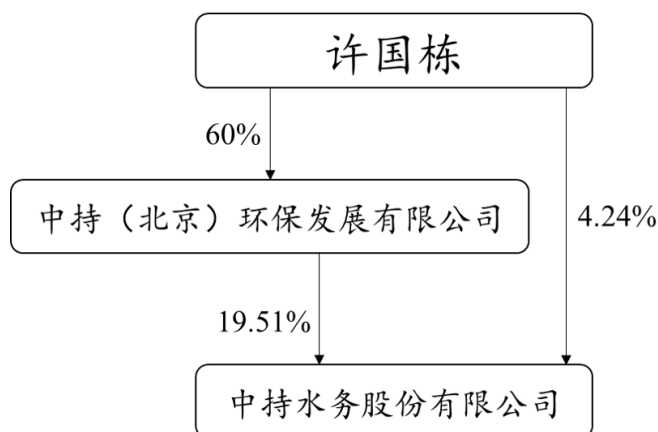 许国栋
60%
中持（北京）环保发展有限公司
4.24%
19.51%
中持水务股份有限公司